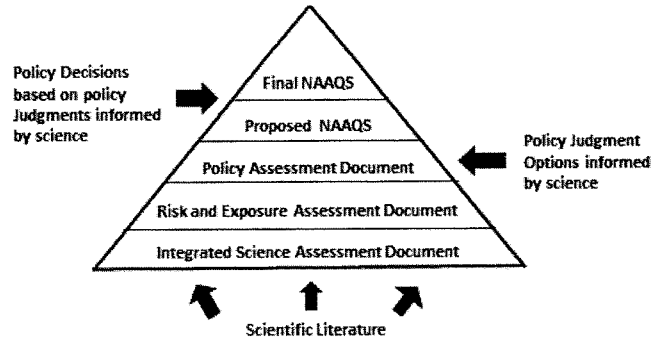 Final NAAQS
Policy Decisions
based on policy
Judgments informed
by science
Proposed NAAQS
Policy Assessment Document
Policy Judgment
Options informed
by science
Risk and Exposure Assessment Document
Integrated Science Assessment Document
Scientific Literature